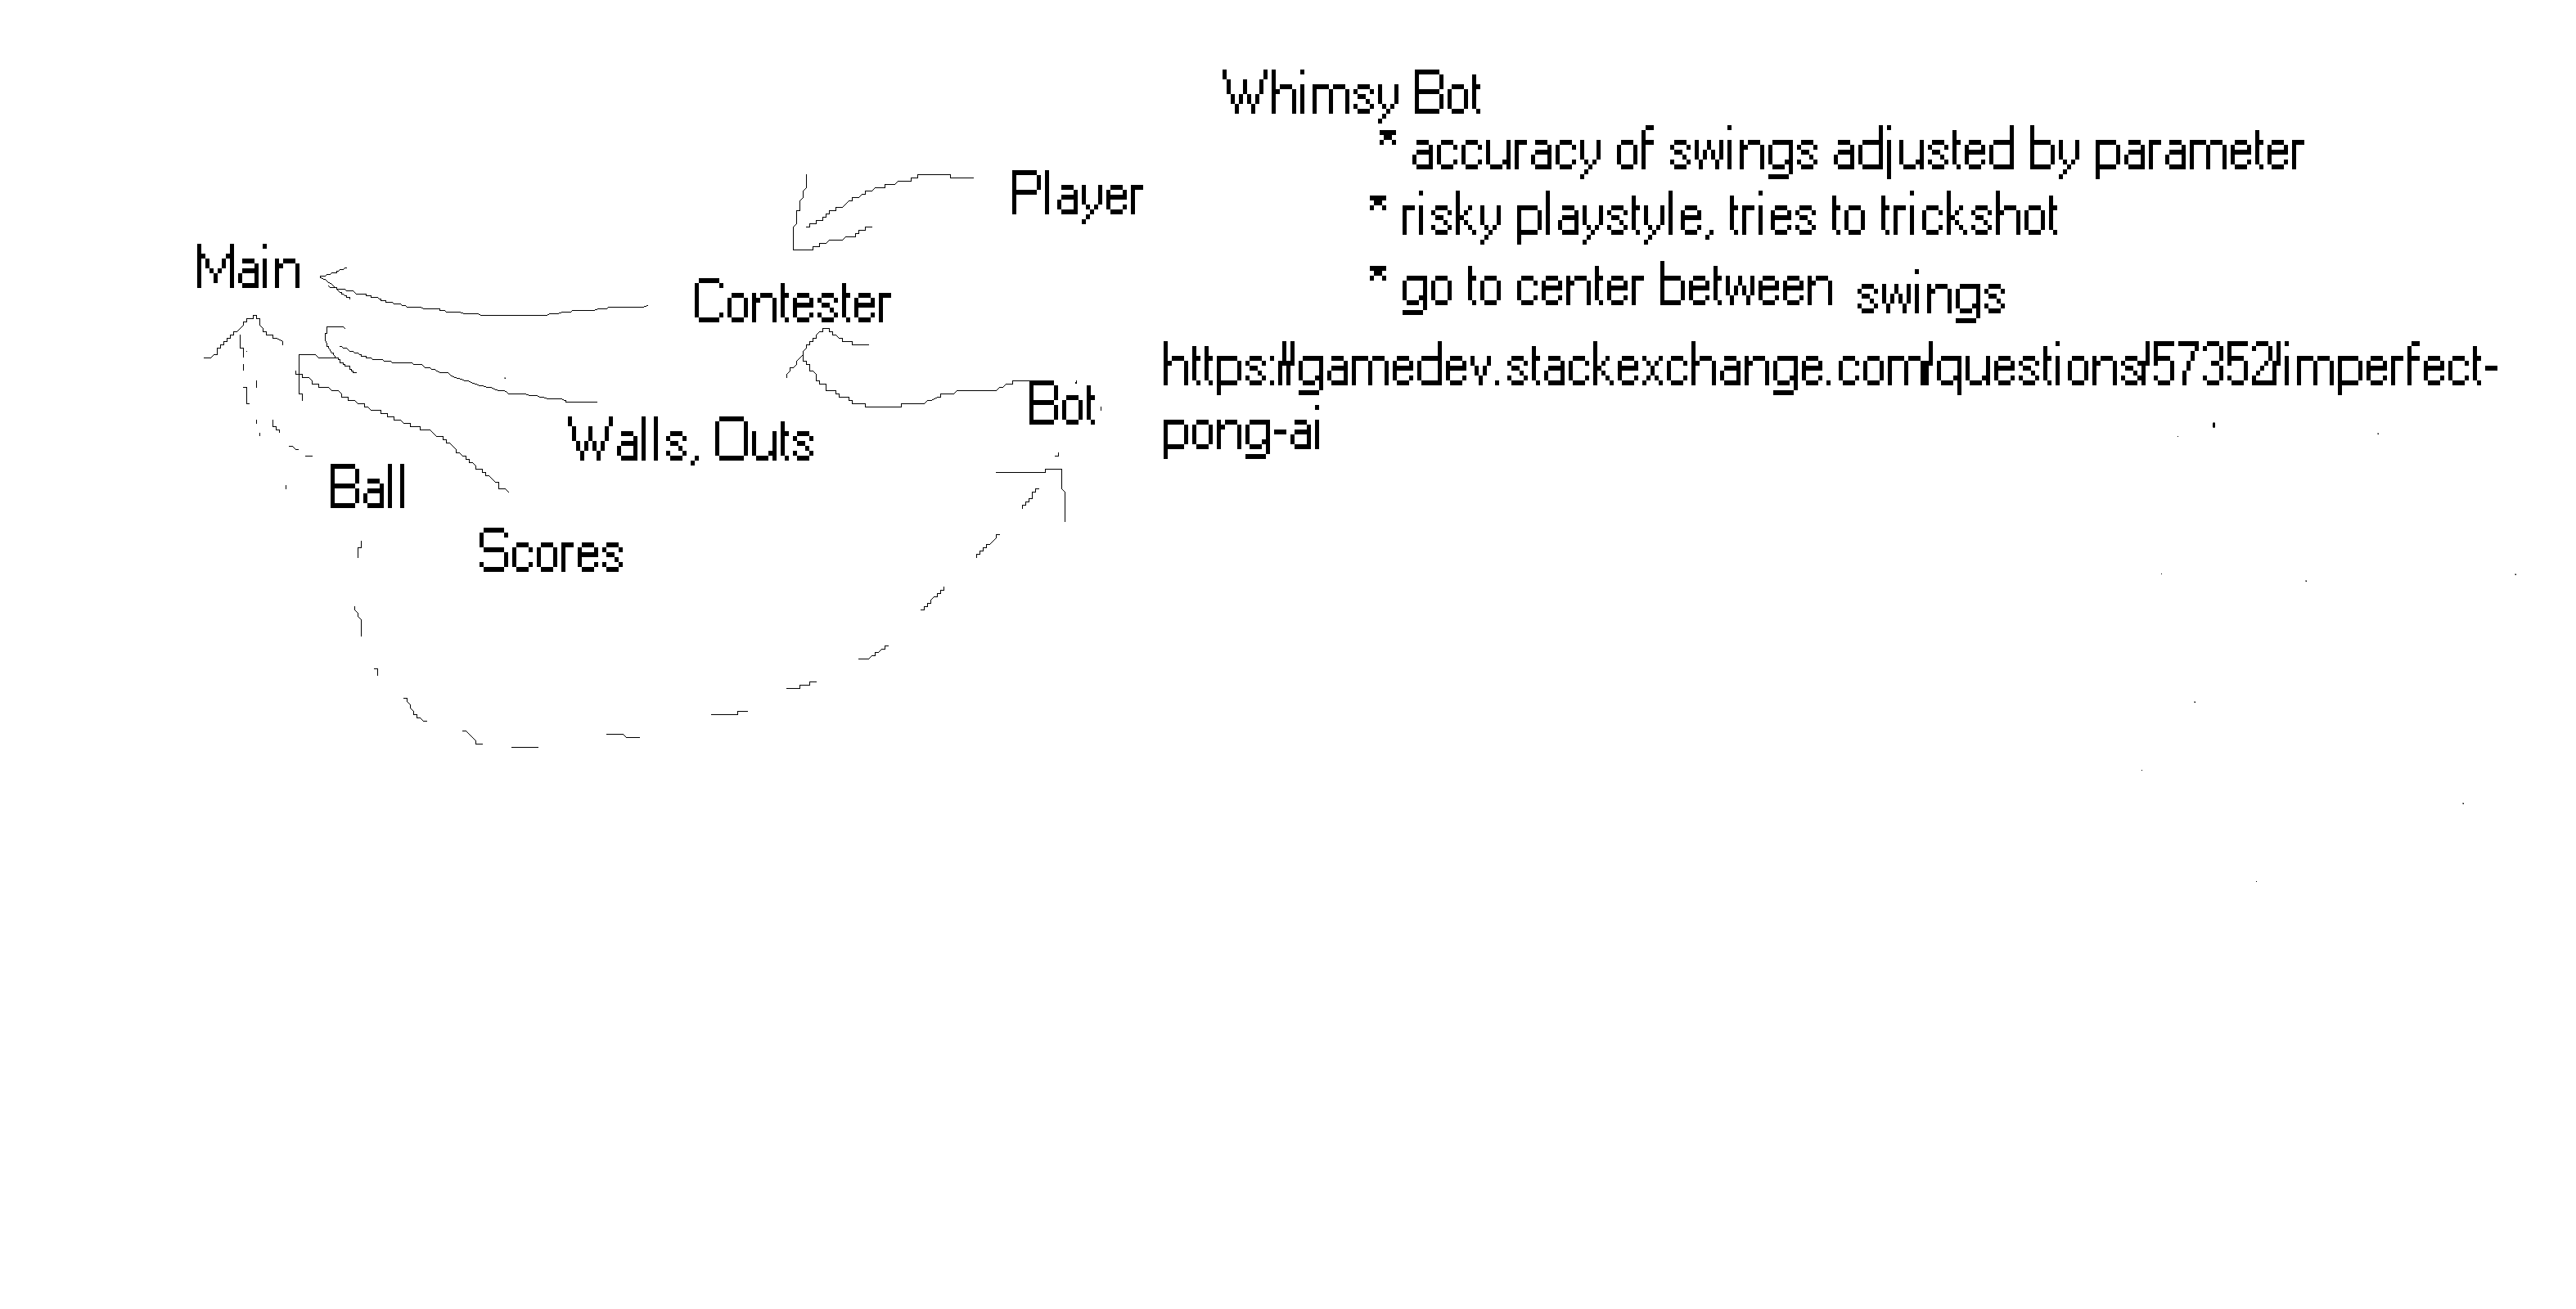 Whimsy Bot
* accuracy of swings adjusted by parameter
* risky playstyle, tries to trickshot
* go to center between swings
https://gamedev.stackexchange.com/questions/57352/imperfect-
pong-ai
Player
Main
Contester
Bot
Walls, Outs
Ball
Scores